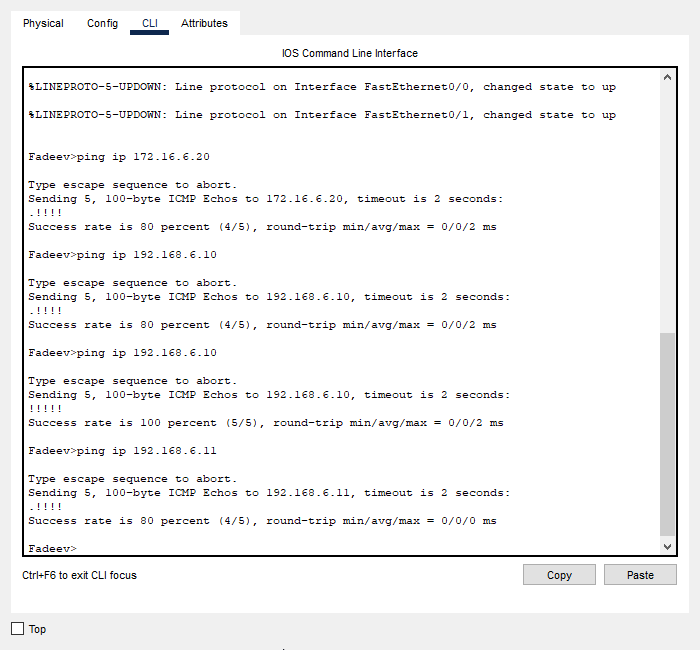 Physical Config CLI Attributes
IOS Command Line Interface
%LINEPROTO-5-UPDOWN: Line protocol on Interface FastEthernet0/0, changed state to up
%LINEPROTO-5-UPDOWN: Line protocol on Interface FastEthernet0/1, changed state to up
Fadeev>ping ip 172.16.6.20
Type escape sequence to abort.
Sending 5, 100-byte ICMP Echos to 172.16.6.20, timeout is 2 seconds:
.!!!!
Success rate is 80 percent (4/5), round-trip min/avg/max = 0/0/2 ms
Fadeev>ping ip 192.168.6.10
Type escape sequence to abort.
Sending 5, 100-byte ICMP Echos to 192.168.6.10, timeout is 2 seconds:
.!!!!
Success rate is 80 percent (4/5), round-trip min/avg/max = 0/0/2 ms
Fadeev>ping ip 192.168.6.10
Type escape sequence to abort.
Sending 5, 100-byte ICMP Echos to 192.168.6.10, timeout is 2 seconds:
!!!!!
Success rate is 100 percent (5/5), round-trip min/avg/max = 0/0/2 ms
Fadeev>ping ip 192.168.6.11
Type escape sequence to abort.
Sending 5, 100-byte ICMP Echos to 192.168.6.11, timeout is 2 seconds:
.!!!!
Success rate is 80 percent (4/5), round-trip min/avg/max = 0/0/0 ms
Fadeev>
Ctrl+F6 to exit CLI focus Copy Paste
Top